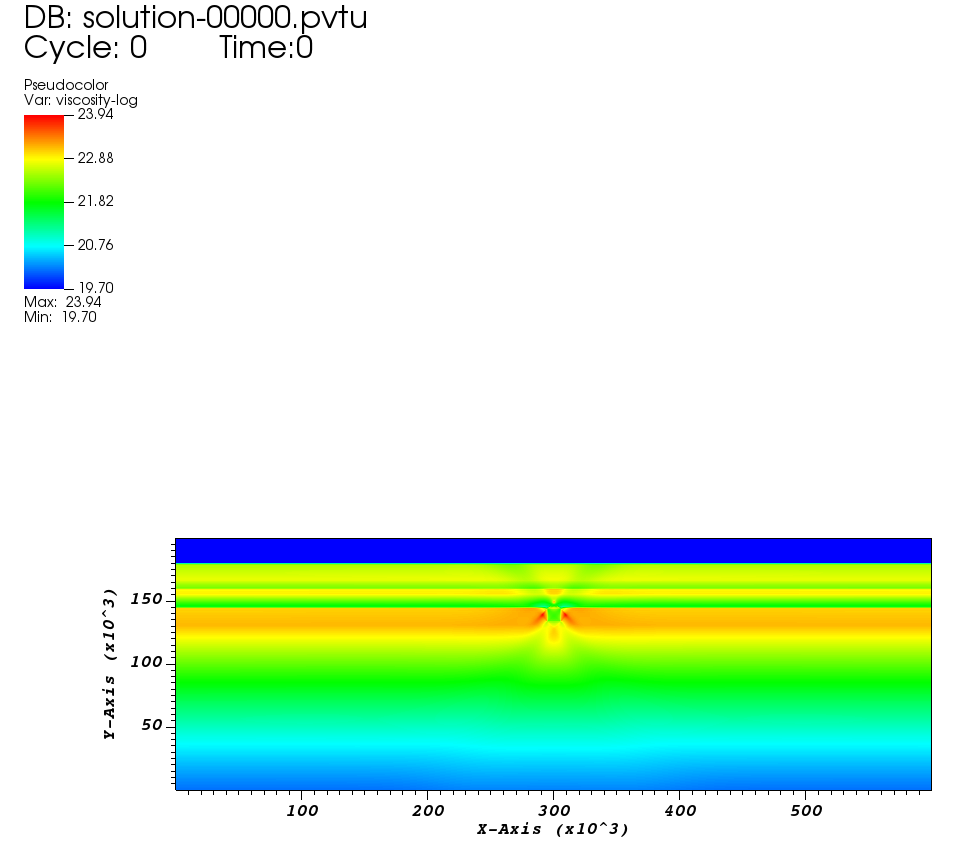 DB: solution-00000.pvtu
Cycle: 0 Time:0
Pseudocolor
Var: viscosity-log
23.94
22.88
21.82
20.76
19.70
Max: 23.94
Min: 19.70
150
100
50
Y-Axis (x10^3)
100 200 300 400 500
X-Axis (x10^3)